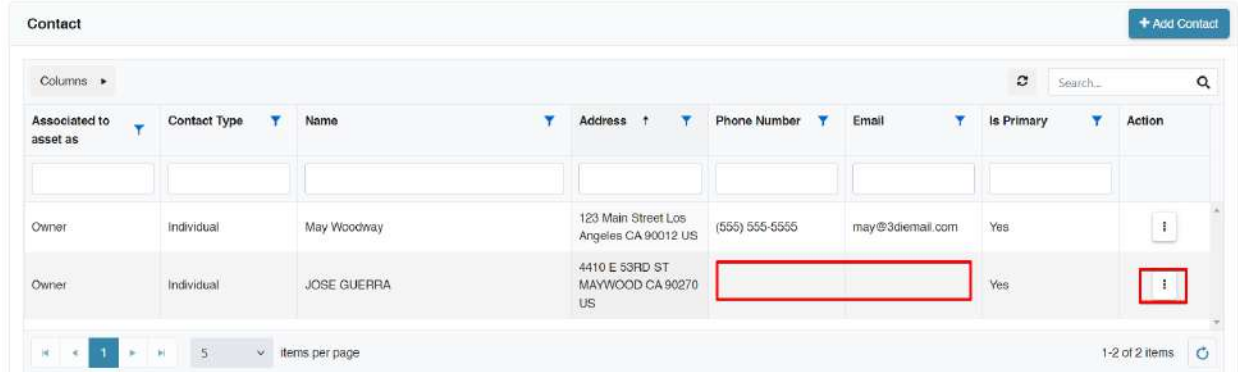 Contact
+ Add Contact
Columns ▸
Search...
Associated to asset as
Contact Type
Name
Address ↑
Phone Number
Email
Is Primary
Action
Owner
Individual
May Woodway
123 Main Street Los
Angeles CA 90012 US
(555) 555-5555
may@3diemail.com
Yes
Owner
Individual
JOSE GUERRA
4410 E 53RD ST
MAYWOOD CA 90270
US
Yes
1
5
items per page
1-2 of 2 items